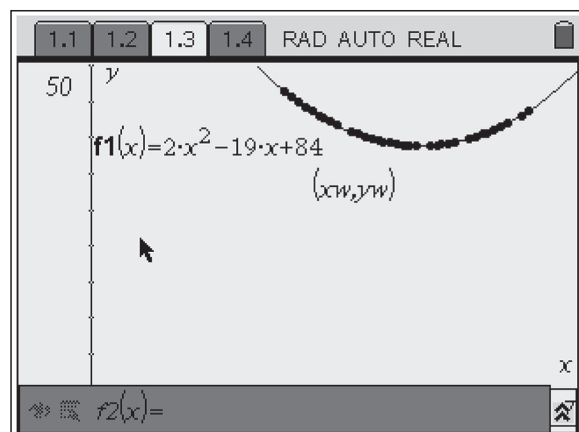 1.1 1.2 1.3 1.4 RAD AUTO REAL
50 y
f1(x)=2·x²−19·x+84
(xw,yw)
x
f2(x)=